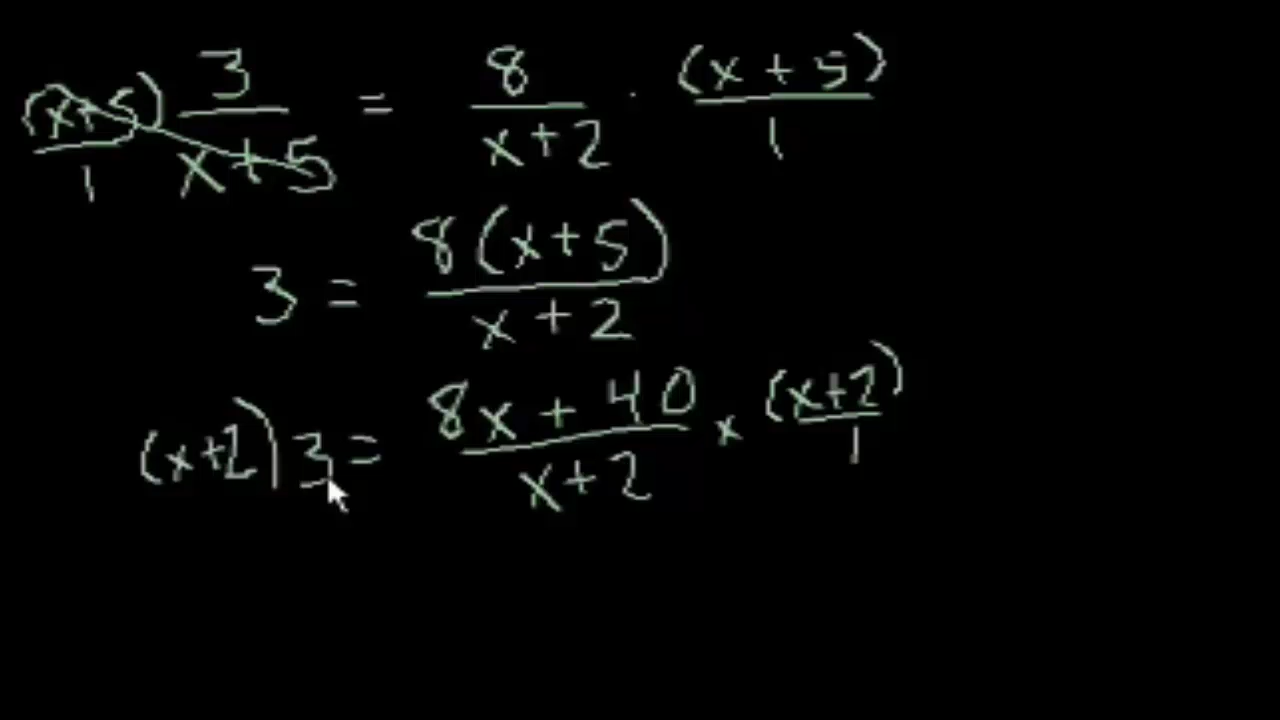 (x+5)/1 3/x+5 = 8/x+2 · (x+5)/1
3 = 8(x+5)/x+2
(x+2)3 = 8x+40/x+2 x (x+2)/1